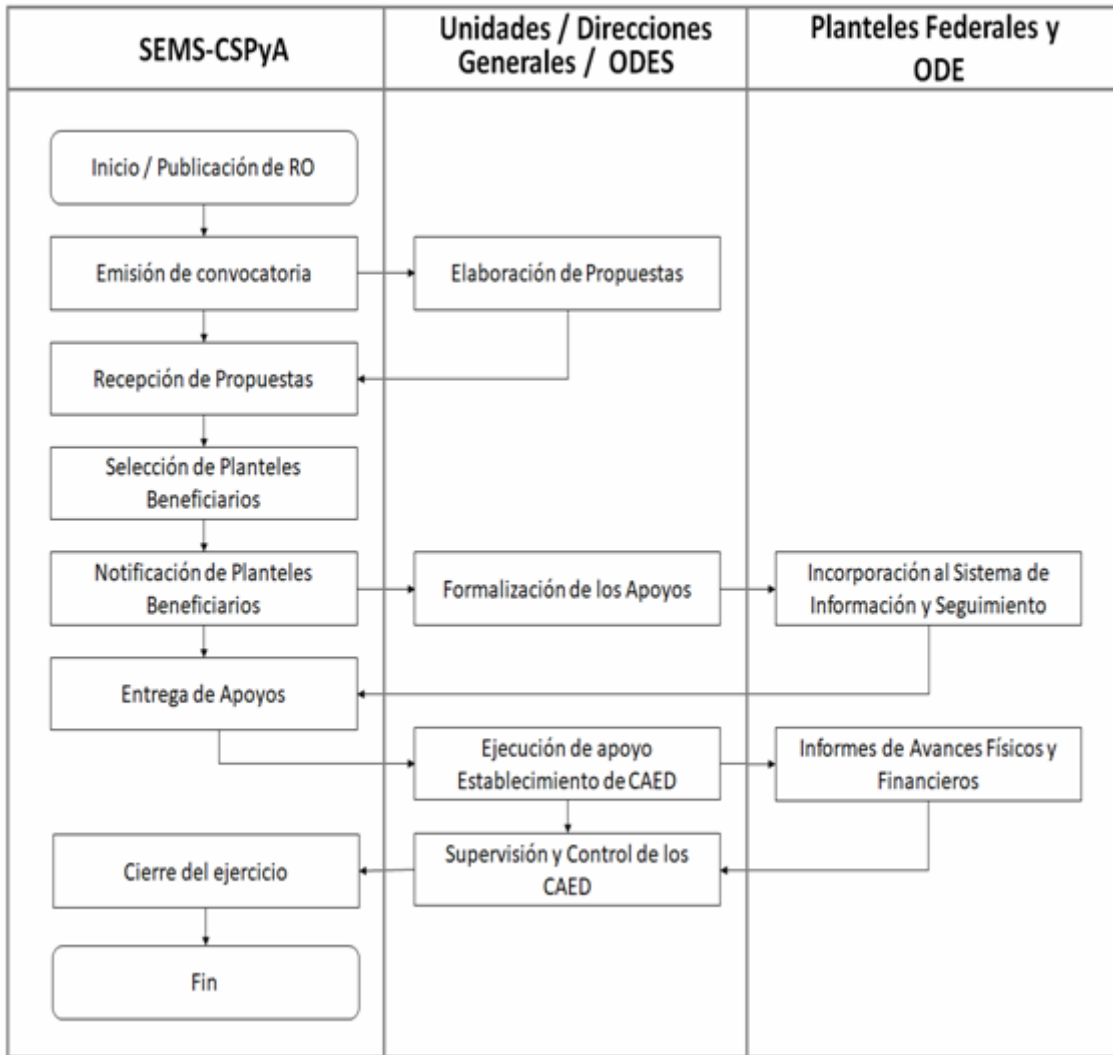 SEMS-CSPyA
Unidades / Direcciones
Generales / ODES
Planteles Federales y
ODE
Inicio / Publicación de RO
Emisión de convocatoria
Elaboración de Propuestas
Recepción de Propuestas
Selección de Planteles
Beneficiarios
Notificación de Planteles
Beneficiarios
Formalización de los Apoyos
Incorporación al Sistema de
Información y Seguimiento
Entrega de Apoyos
Ejecución de apoyo
Establecimiento de CAED
Informes de Avances Físicos y
Financieros
Cierre del ejercicio
Supervisión y Control de los
CAED
Fin